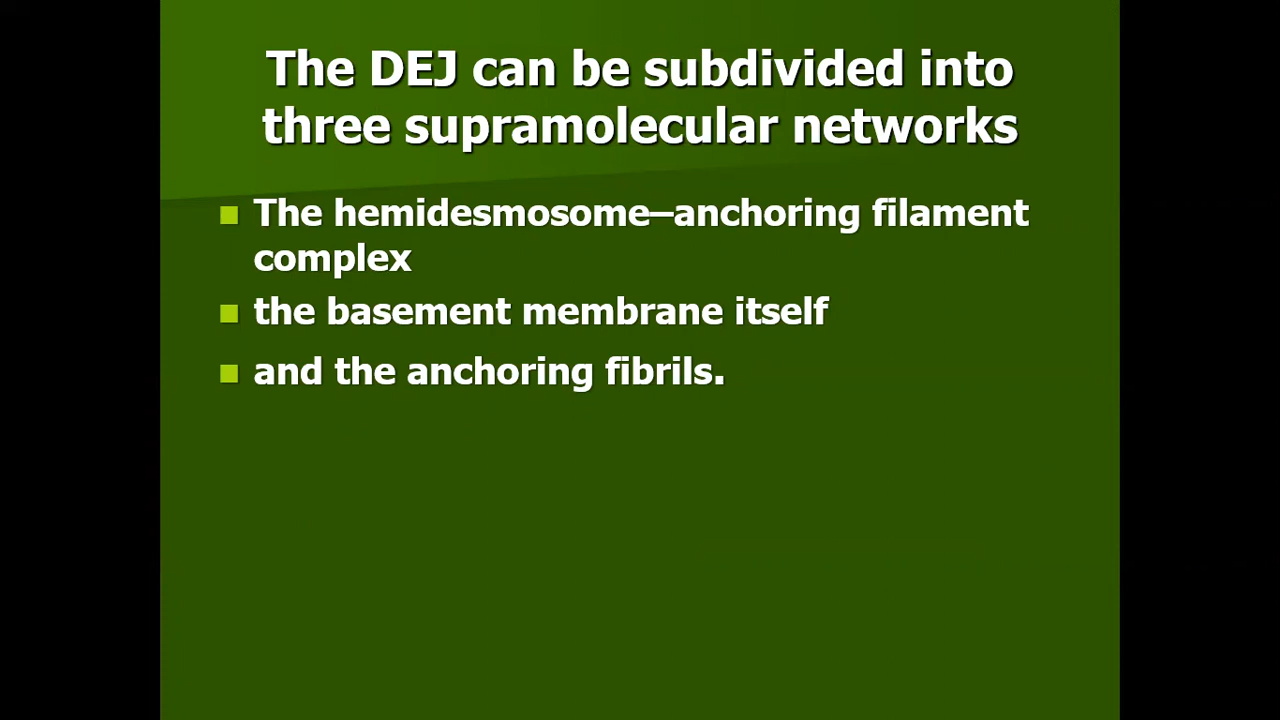 The DEJ can be subdivided into
three supramolecular networks
The hemidesmosome–anchoring filament
complex
the basement membrane itself
and the anchoring fibrils.